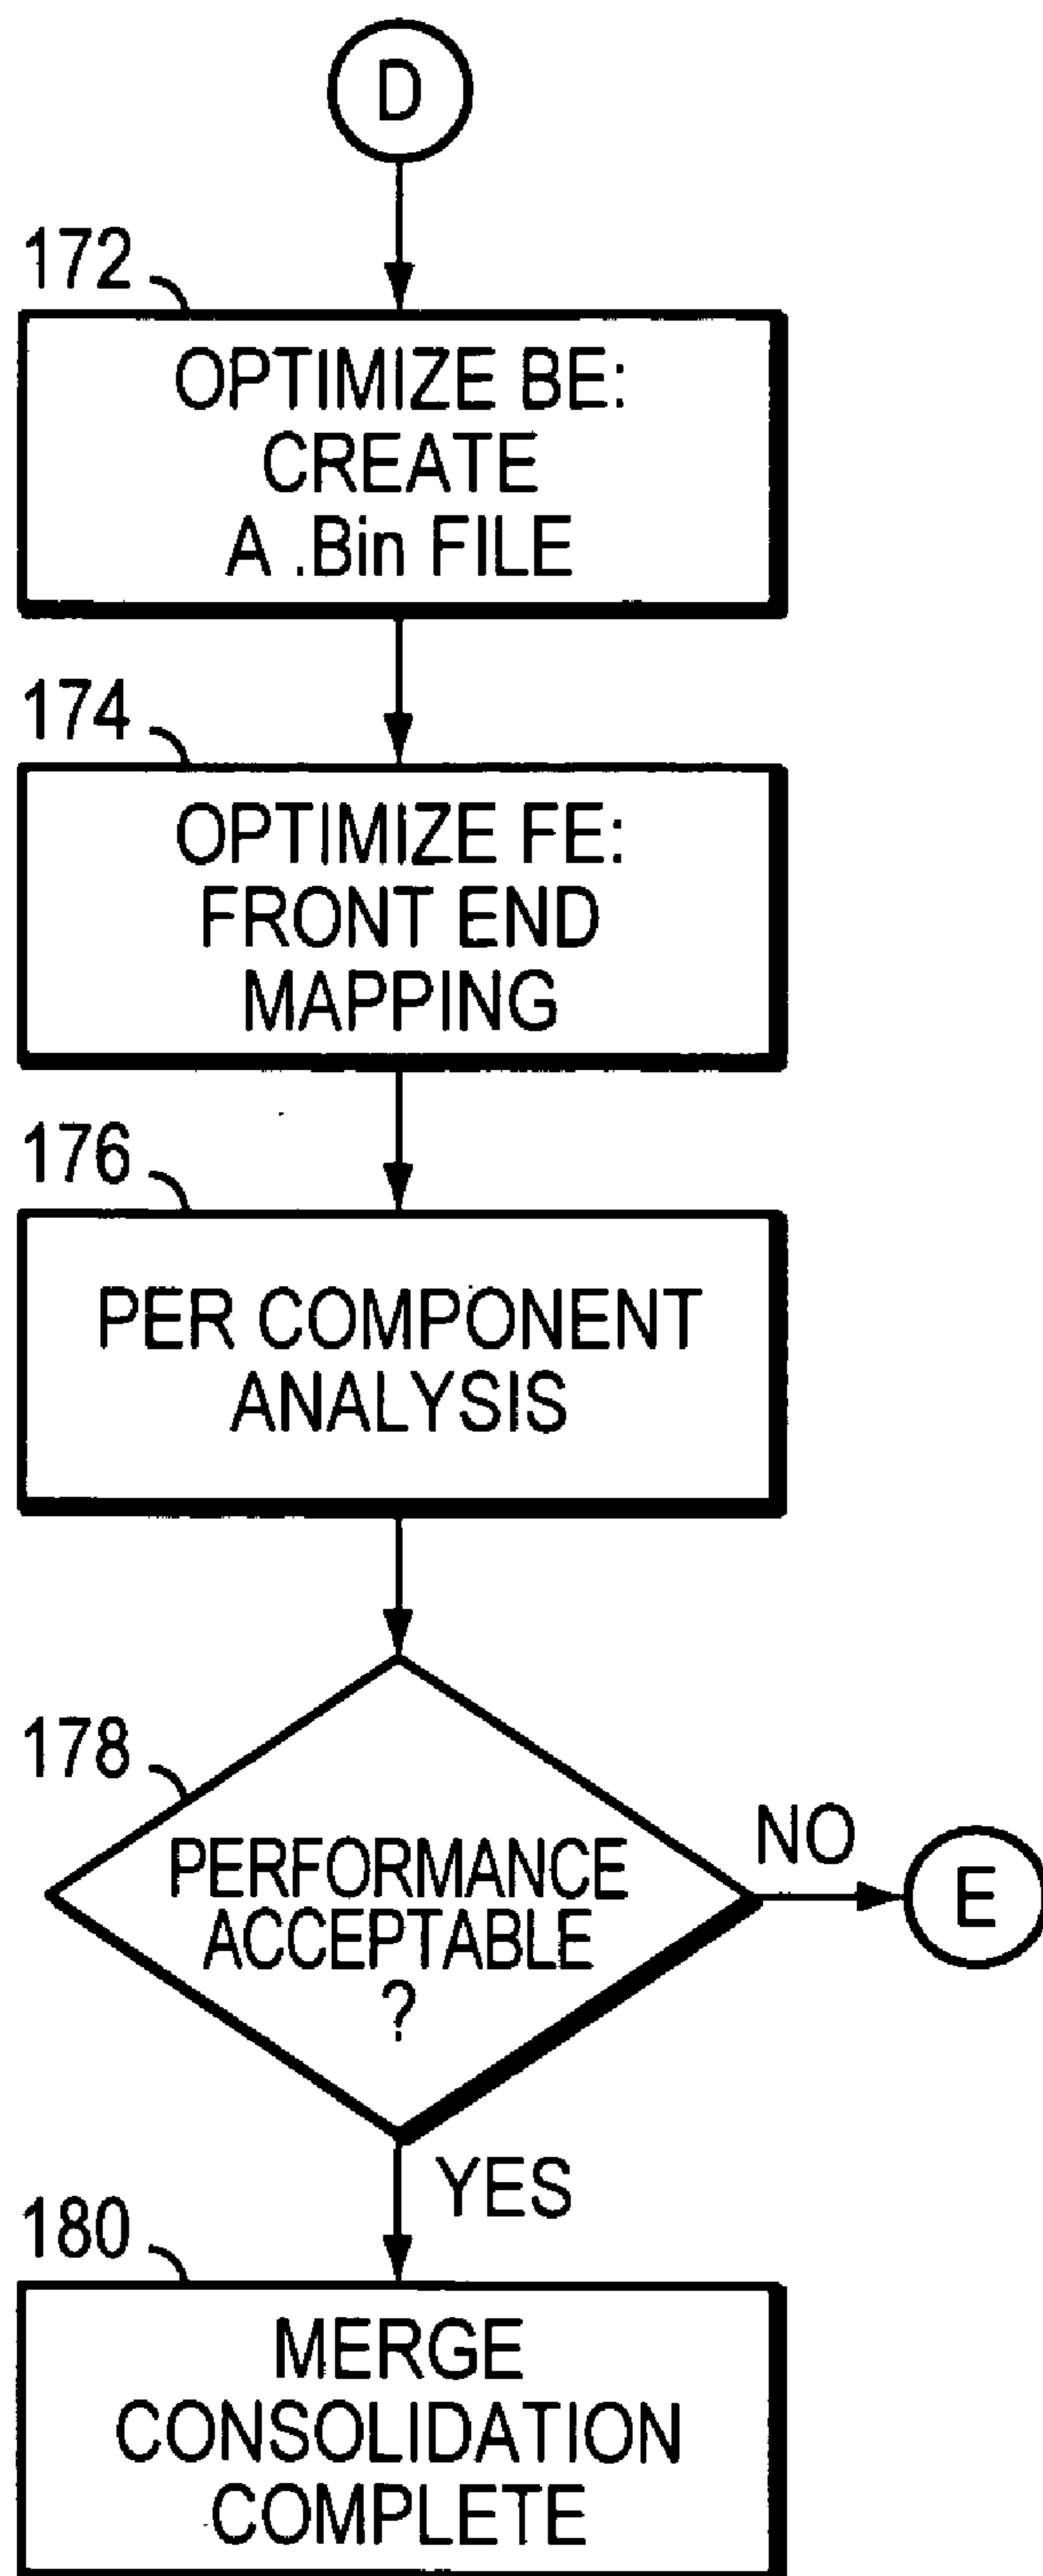 D
172
OPTIMIZE BE:
CREATE
A .Bin FILE
174
OPTIMIZE FE:
FRONT END
MAPPING
176
PER COMPONENT
ANALYSIS
178
PERFORMANCE
ACCEPTABLE
?
NO
E
YES
180
MERGE
CONSOLIDATION
COMPLETE